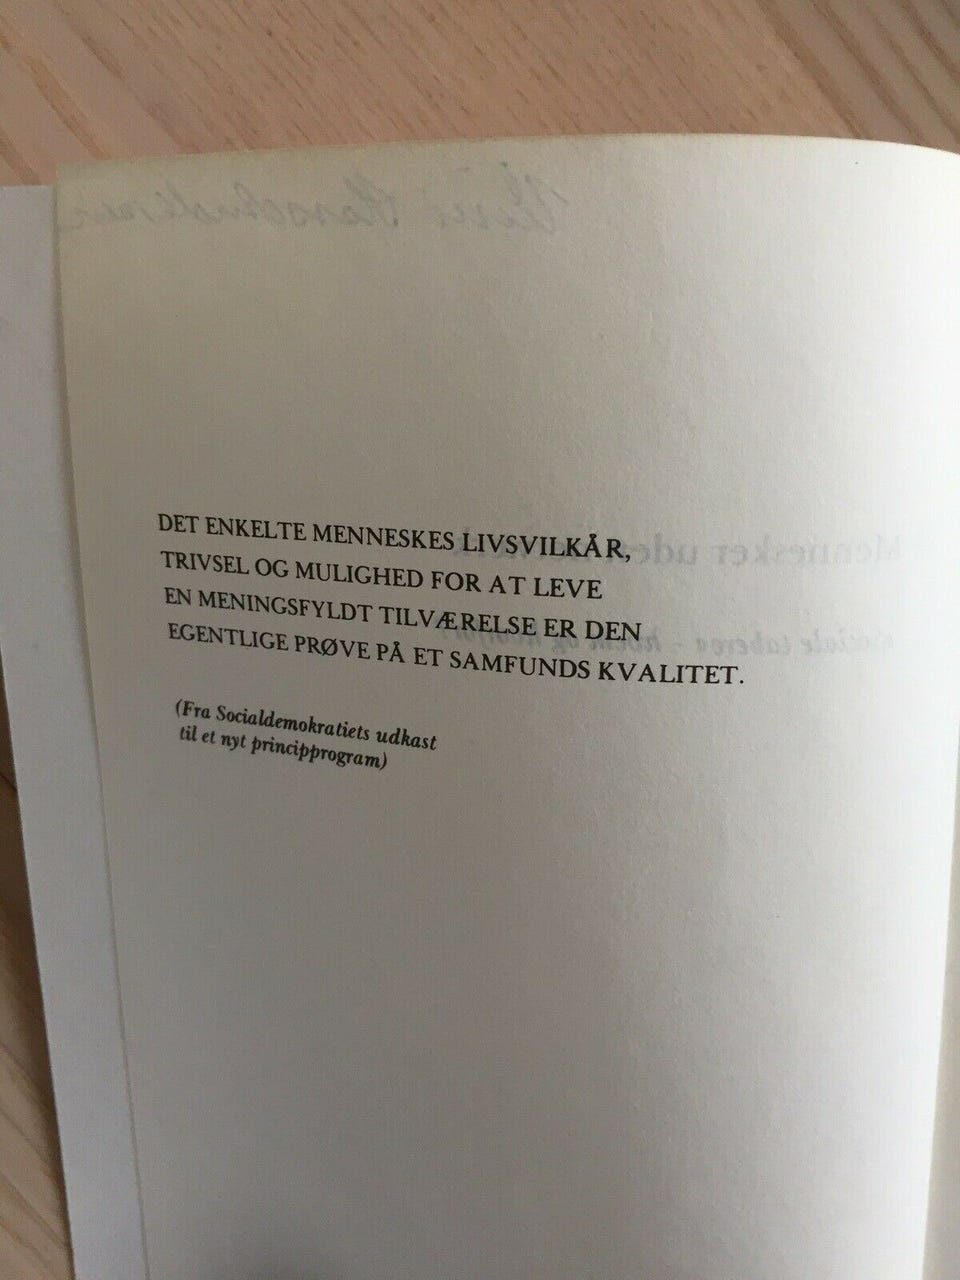 DET ENKELTE MENNESKES LIVSVILKÅR,
TRIVSEL OG MULIGHED FOR AT LEVE
EN MENINGSFYLDT TILVÆRELSE ER DEN
EGENTLIGE PRØVE PÅ ET SAMFUNDS KVALITET.
(Fra Socialdemokratiets udkast
til et nyt principprogram)